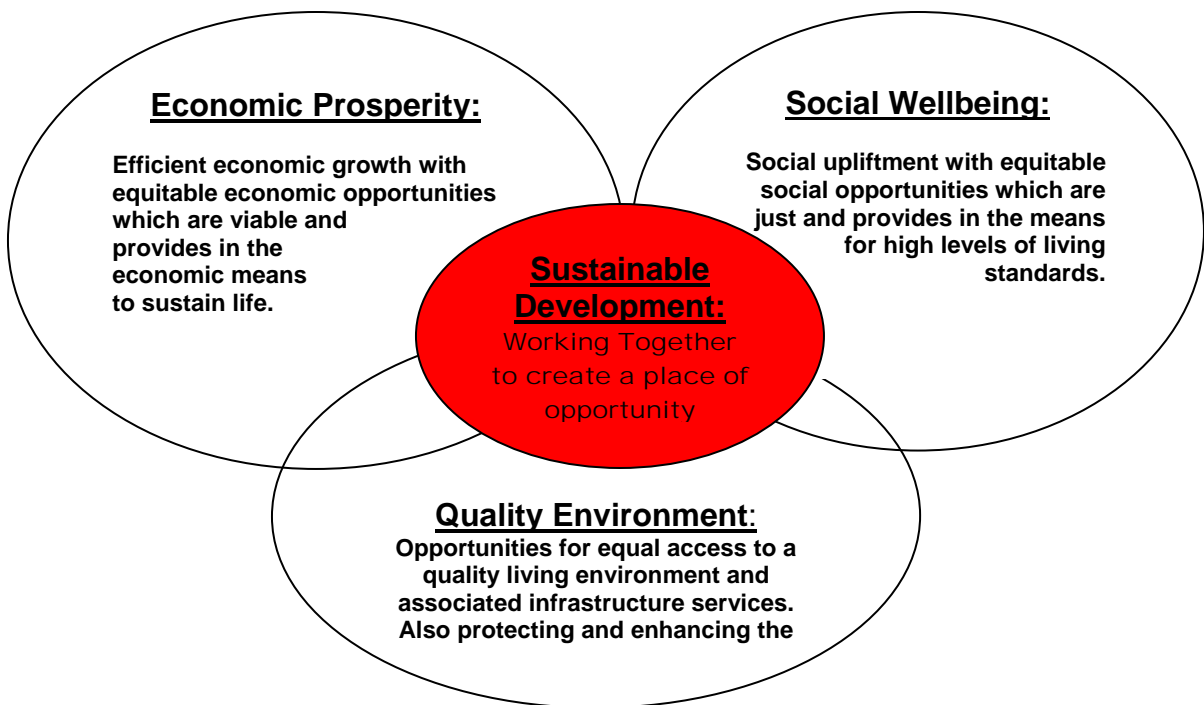 Economic Prosperity:
Efficient economic growth with
equitable economic opportunities
which are viable and
provides in the
economic means
to sustain life.
Social Wellbeing:
Social upliftment with equitable
social opportunities which are
just and provides in the means
for high levels of living
standards.
Sustainable
Development:
Working Together
to create a place of
opportunity
Quality Environment:
Opportunities for equal access to a
quality living environment and
associated infrastructure services.
Also protecting and enhancing the